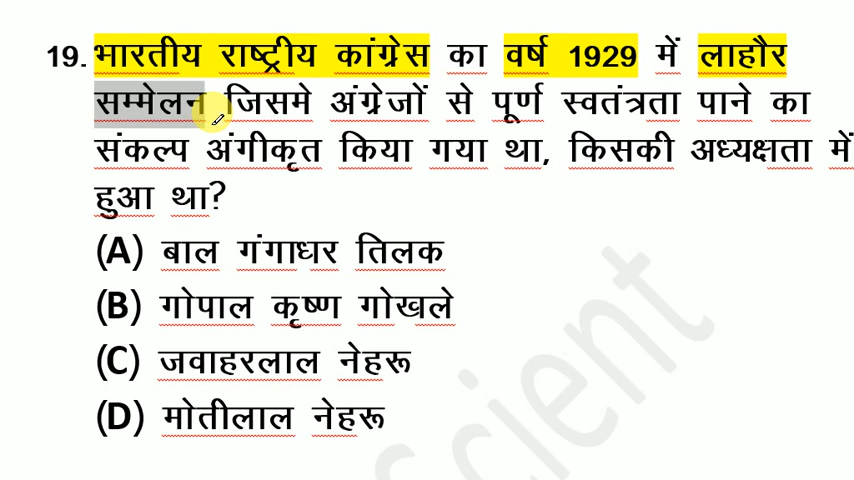 19. भारतीय राष्ट्रीय कांग्रेस का वर्ष 1929 में लाहौर
सम्मेलन जिसमे अंग्रेजों से पूर्ण स्वतंत्रता पाने का
संकल्प अंगीकृत किया गया था, किसकी अध्यक्षता में
हुआ था?
(A) बाल गंगाधर तिलक
(B) गोपाल कृष्ण गोखले
(C) जवाहरलाल नेहरू
(D) मोतीलाल नेहरू